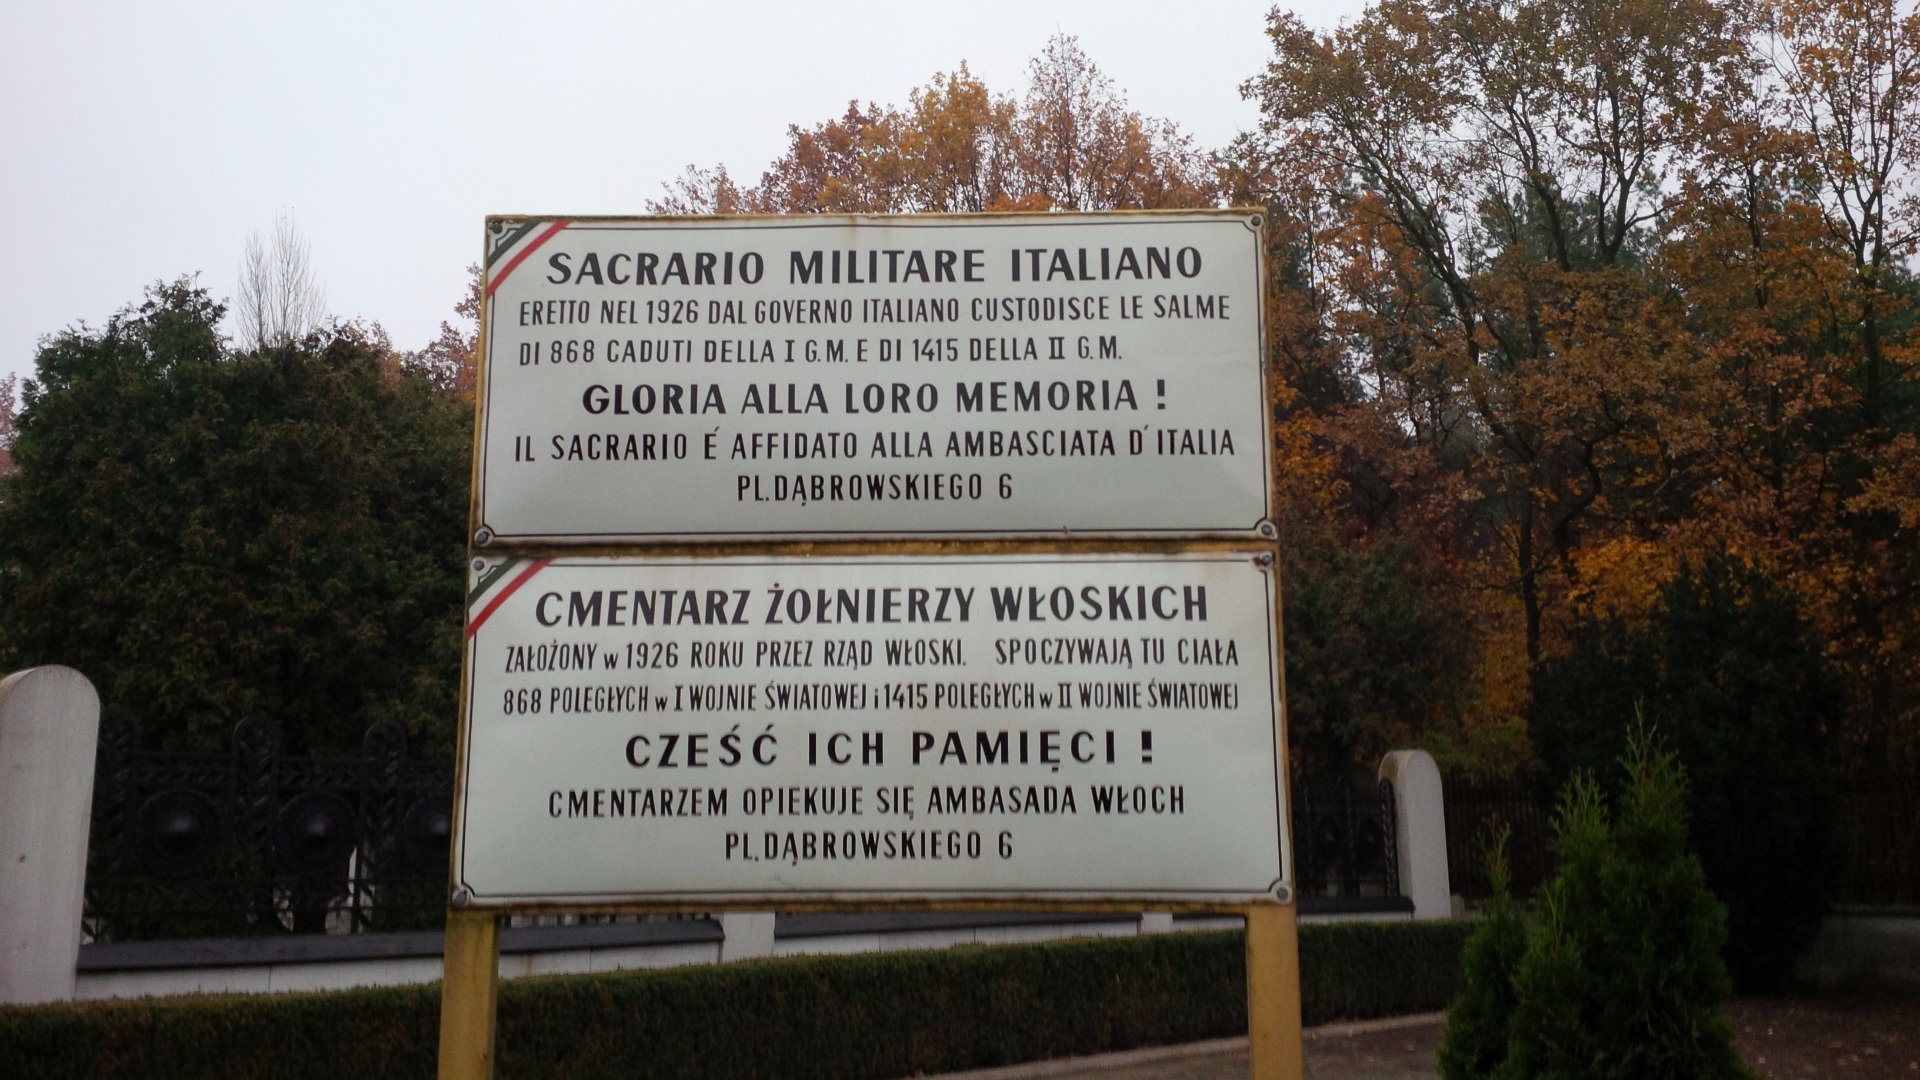 SACRARIO MILITARE ITALIANO
ERETTO NEL 1926 DAL GOVERNO ITALIANO CUSTODISCE LE SALME
DI 868 CADUTI DELLA I G.M. E DI 1415 DELLA II G.M.
GLORIA ALLA LORO MEMORIA !
IL SACRARIO É AFFIDATO ALLA AMBASCIATA D'ITALIA
PL.DĄBROWSKIEGO 6
CMENTARZ ŻOŁNIERZY WŁOSKICH
ZAŁOŻONY w 1926 ROKU PRZEZ RZĄD WŁOSKI. SPOCZYWAJĄ TU CIAŁA
868 POLEGŁYCH w I WOJNIE ŚWIATOWEJ i 1415 POLEGŁYCH w II WOJNIE ŚWIATOWEJ
CZEŚĆ ICH PAMIĘCI !
CMENTARZEM OPIEKUJE SIĘ AMBASADA WŁOCH
PL.DĄBROWSKIEGO 6